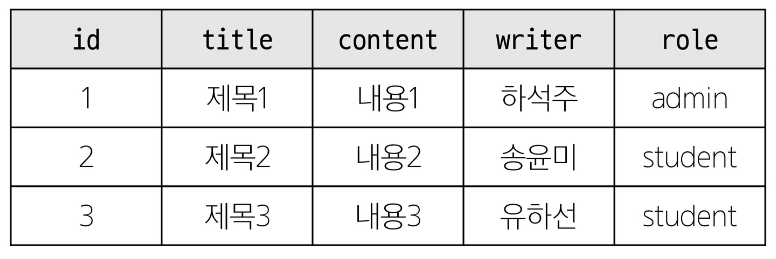 id title content writer role
1 제목1 내용1 하석주 admin
2 제목2 내용2 송윤미 student
3 제목3 내용3 유하선 student